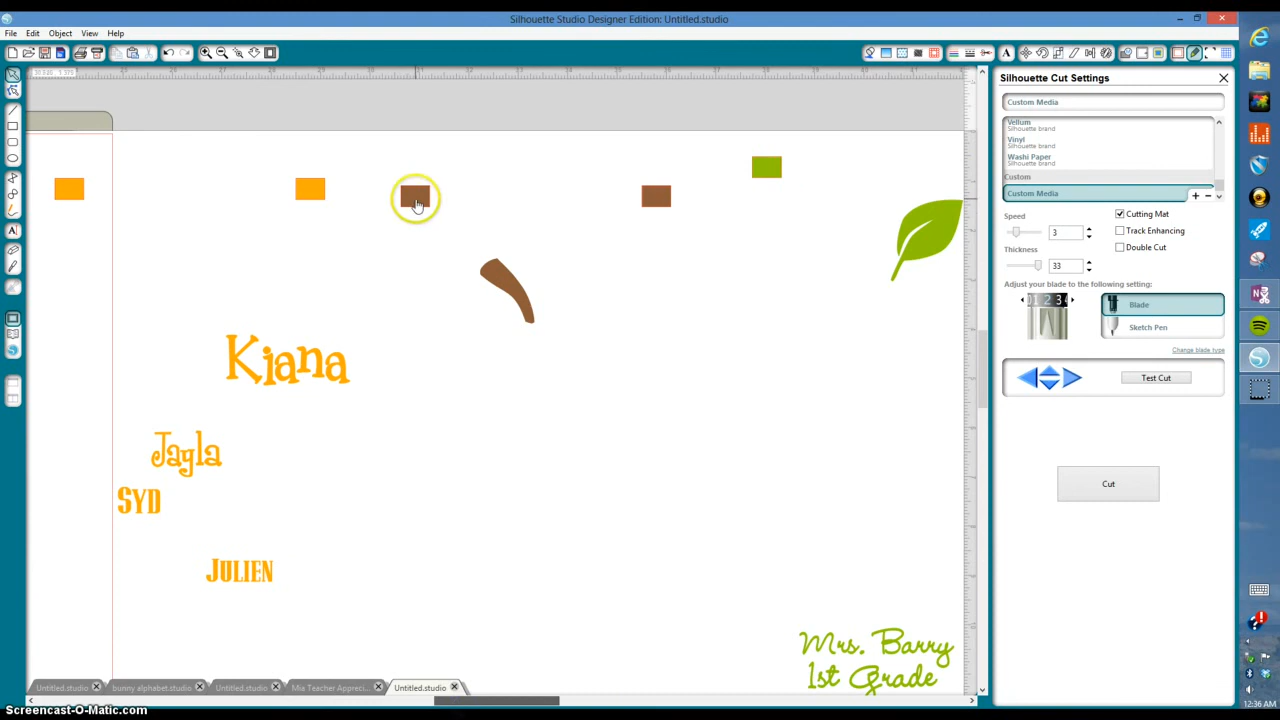 Silhouette Studio Designer Edition: Untitled.studio
File Edit Object View Help
Silhouette Cut Settings
Custom Media
Vellum
Silhouette brand
Vinyl
Silhouette brand
Washi Paper
Silhouette brand
Custom
Custom Media
Speed
3
Cutting Mat
Track Enhancing
Double Cut
Thickness
33
Adjust your blade to the following setting:
Blade
Sketch Pen
Change blade type
Test Cut
Cut
Kiana
Jayla
SYD
JULIEN
Mrs. Barry
1st Grade
Untitled.studio bunny alphabet.studio Untitled.studio Mia Teacher Appreci... Untitled.studio
Screencast-O-Matic.com
12:36 AM